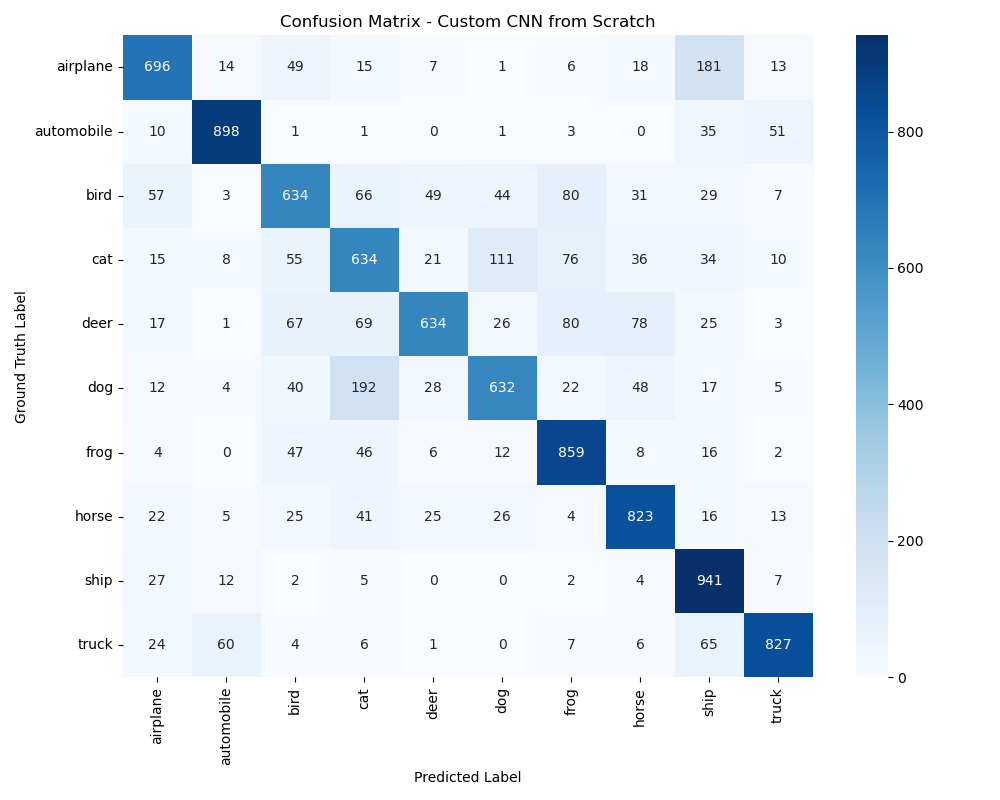 Confusion Matrix - Custom CNN from Scratch
airplane 696 14 49 15 7 1 6 18 181 13
automobile 10 898 1 1 0 1 3 0 35 51
bird 57 3 634 66 49 44 80 31 29 7
cat 15 8 55 634 21 111 76 36 34 10
deer 17 1 67 69 634 26 80 78 25 3
dog 12 4 40 192 28 632 22 48 17 5
frog 4 0 47 46 6 12 859 8 16 2
horse 22 5 25 41 25 26 4 823 16 13
ship 27 12 2 5 0 0 2 4 941 7
truck 24 60 4 6 1 0 7 6 65 827
Ground Truth Label
airplane automobile bird cat deer dog frog horse ship truck
Predicted Label
800
600
400
200
0